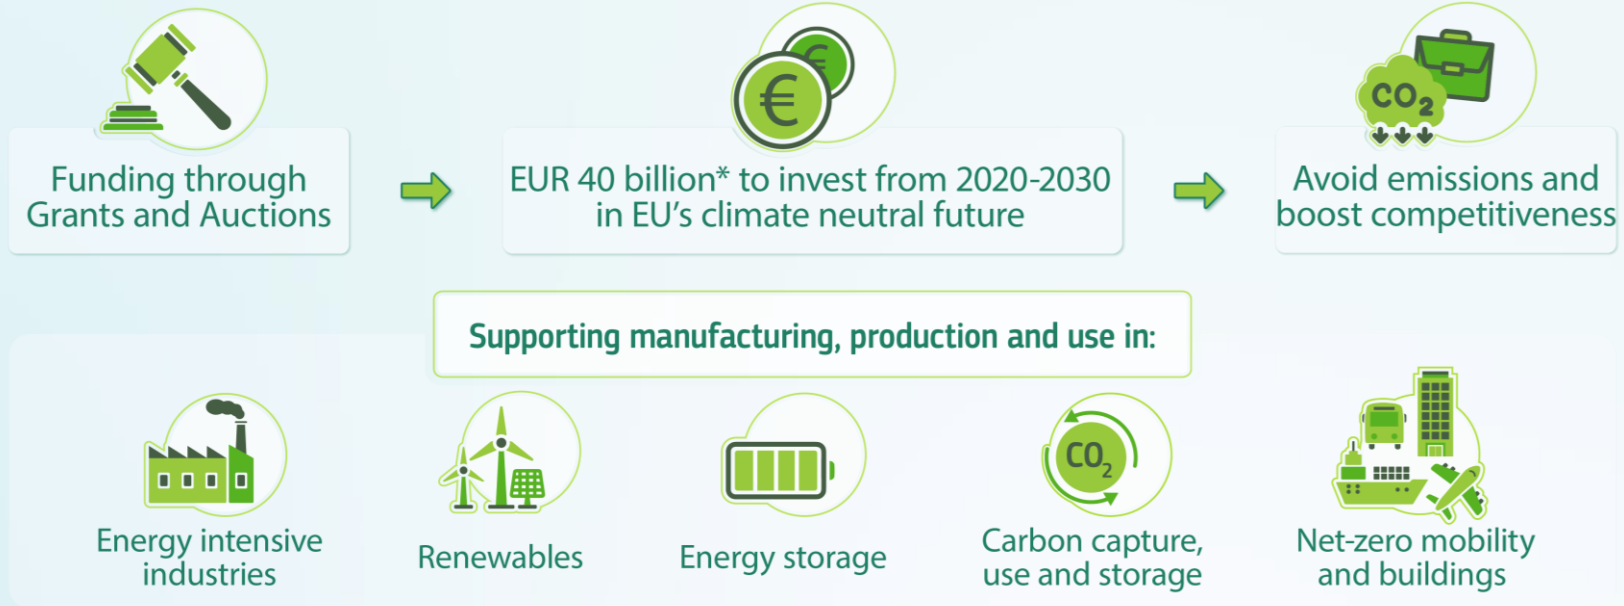 CO₂
Funding through
Grants and Auctions
EUR 40 billion* to invest from 2020-2030
in EU's climate neutral future
Avoid emissions and
boost competitiveness
Supporting manufacturing, production and use in:
CO₂
Energy intensive
industries
Renewables
Energy storage
Carbon capture,
use and storage
Net-zero mobility
and buildings